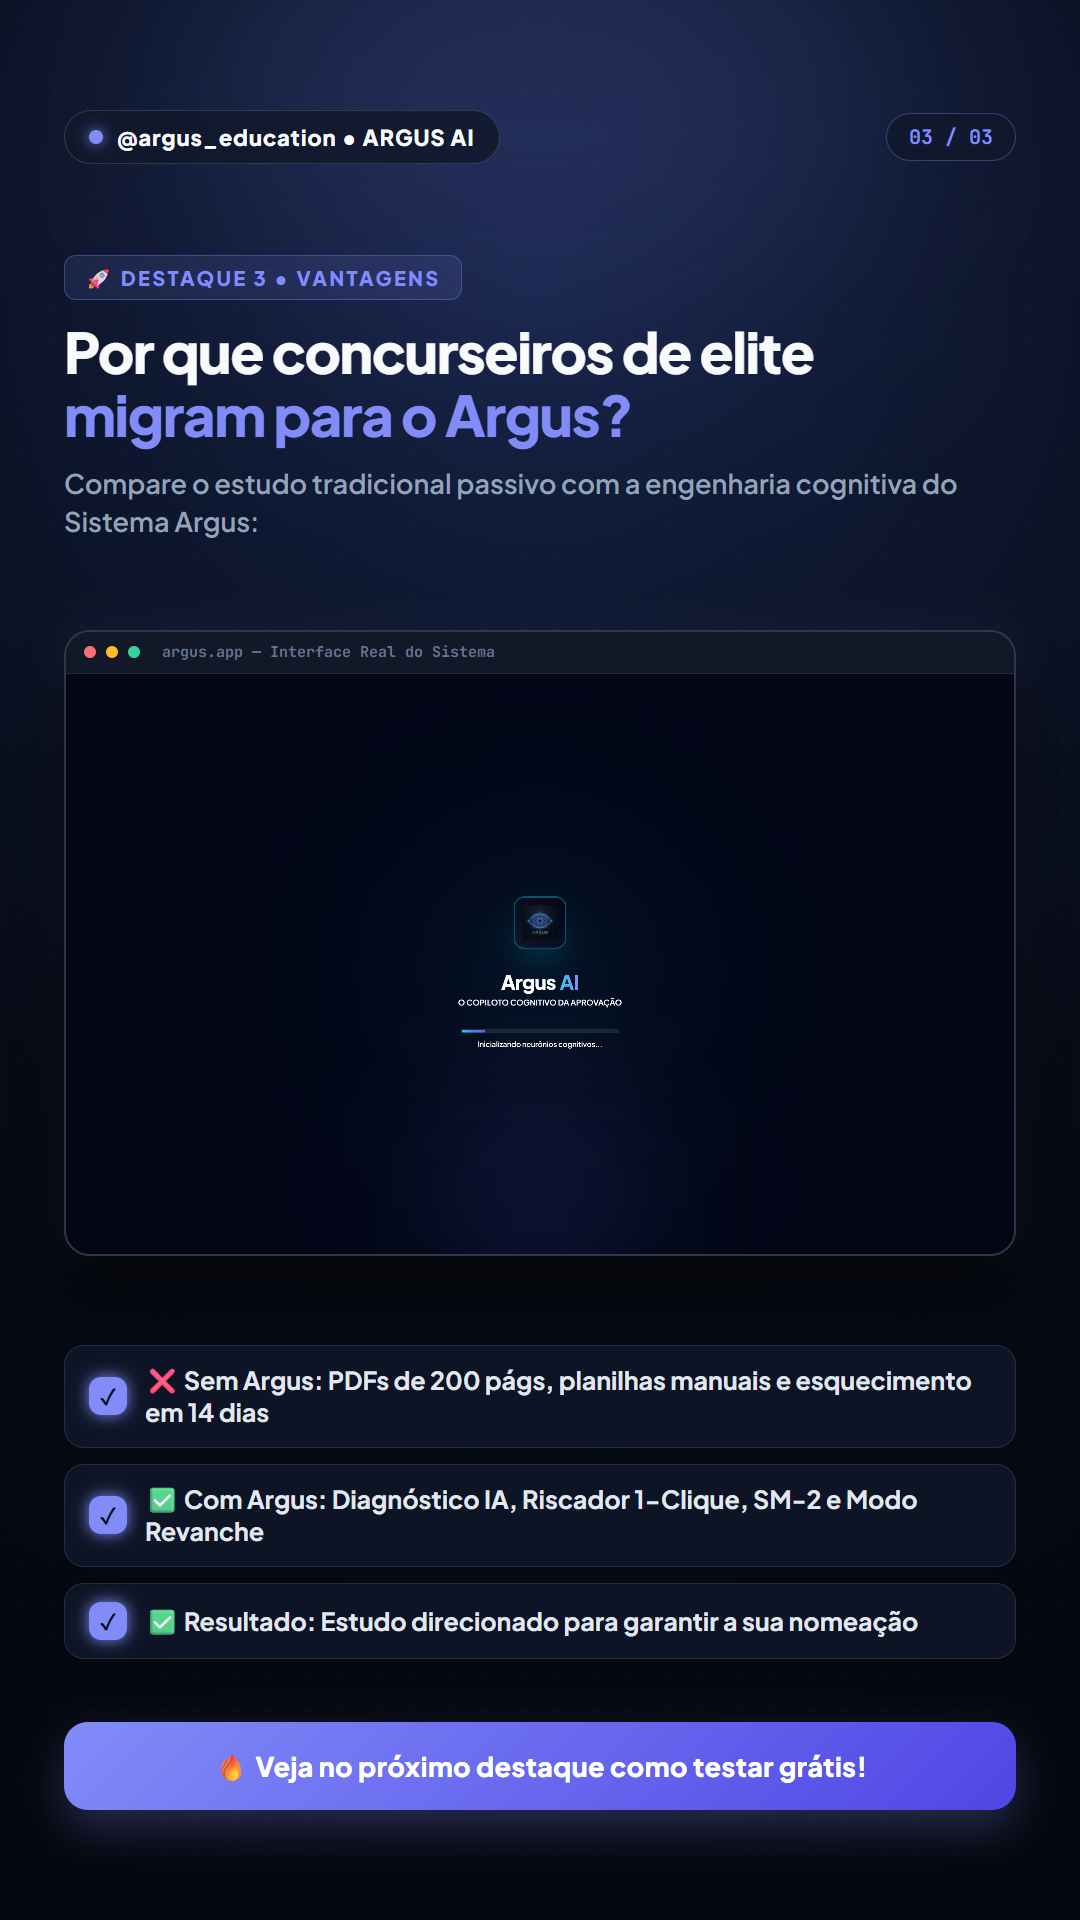 @argus_education • ARGUS AI
03 / 03
🚀 DESTAQUE 3 • VANTAGENS
Por que concurseiros de elite
migram para o Argus?
Compare o estudo tradicional passivo com a engenharia cognitiva do
Sistema Argus:
argus.app — Interface Real do Sistema
ARGUS
Argus AI
O COPILOTO COGNITIVO DA APROVAÇÃO
Inicializando neurônios cognitivos...
✓ ❌ Sem Argus: PDFs de 200 págs, planilhas manuais e esquecimento
em 14 dias
✓ ✅ Com Argus: Diagnóstico IA, Riscador 1-Clique, SM-2 e Modo
Revanche
✓ ✅ Resultado: Estudo direcionado para garantir a sua nomeação
🔥 Veja no próximo destaque como testar grátis!